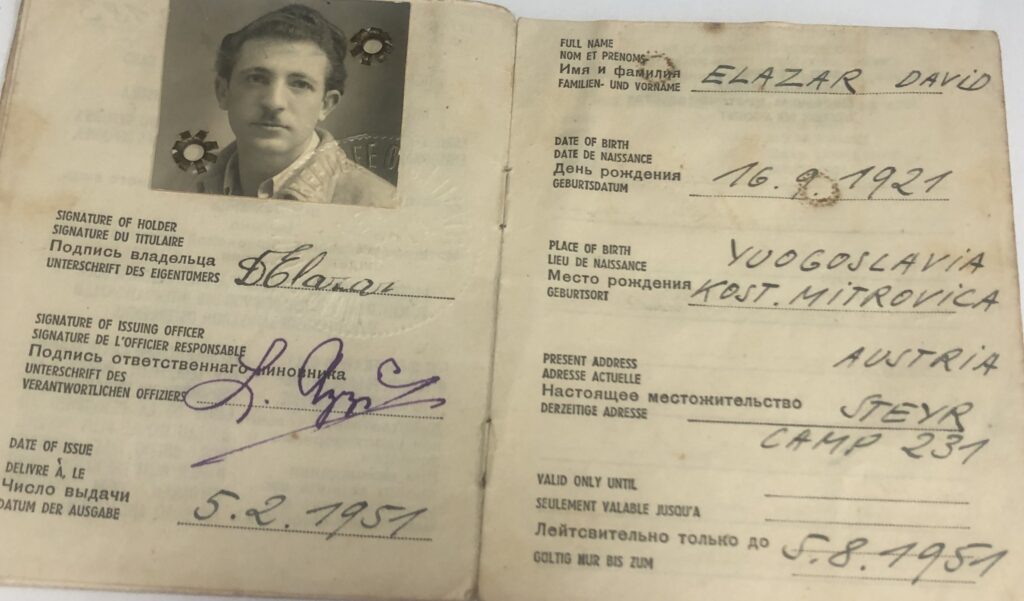 REFUGEE O
SIGNATURE OF HOLDER
SIGNATURE DU TITULAIRE
Подпись владельца
UNTERSCHRIFT DES EIGENTÜMERS
D Elazar
SIGNATURE OF ISSUING OFFICER
SIGNATURE DE L'OFFICIER RESPONSABLE
Подпись ответственнаго чиновника
UNTERSCHRIFT DES
VERANTWORTLICHEN OFFIZIERS
DATE OF ISSUE
DELIVRE À, LE
Число выдачи
DATUM DER AUSGABE
5.2.1951
FULL NAME
NOM ET PRENOMS
Имя и фамилия
FAMILIEN- UND VORNAME
ELAZAR DAVID
DATE OF BIRTH
DATE DE NAISSANCE
День рождения
GEBURTSDATUM
16.9.1921
PLACE OF BIRTH
LIEU DE NAISSANCE
Место рождения
GEBURTSORT
YUOGOSLAVIA
KOST. MITROVICA
PRESENT ADDRESS
ADRESSE ACTUELLE
Настоящее местожительство
DERZEITIGE ADRESSE
AUSTRIA
STEYR
CAMP 231
VALID ONLY UNTIL
SEULEMENT VALABLE JUSQU'A
Лейтсвительно только до
GÜLTIG NUR BIS ZUM
5.8.1951